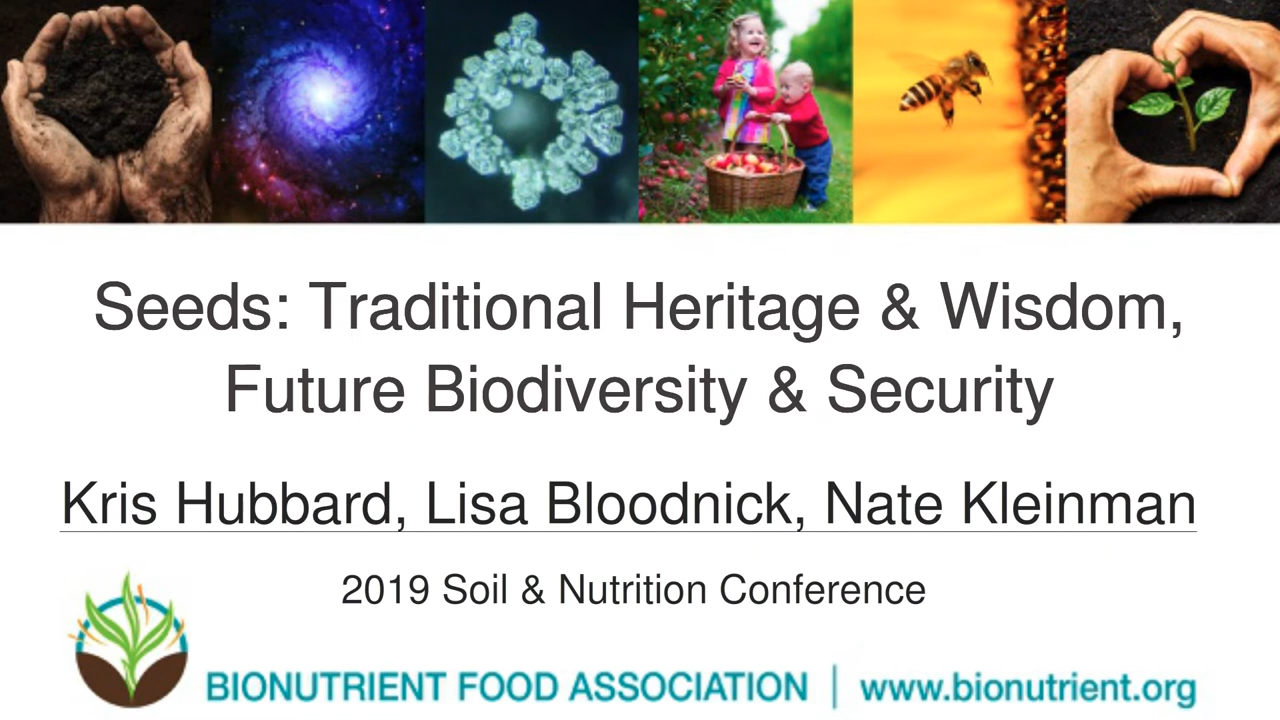 Seeds: Traditional Heritage & Wisdom,
Future Biodiversity & Security
Kris Hubbard, Lisa Bloodnick, Nate Kleinman
2019 Soil & Nutrition Conference
BIONUTRIENT FOOD ASSOCIATION | www.bionutrient.org